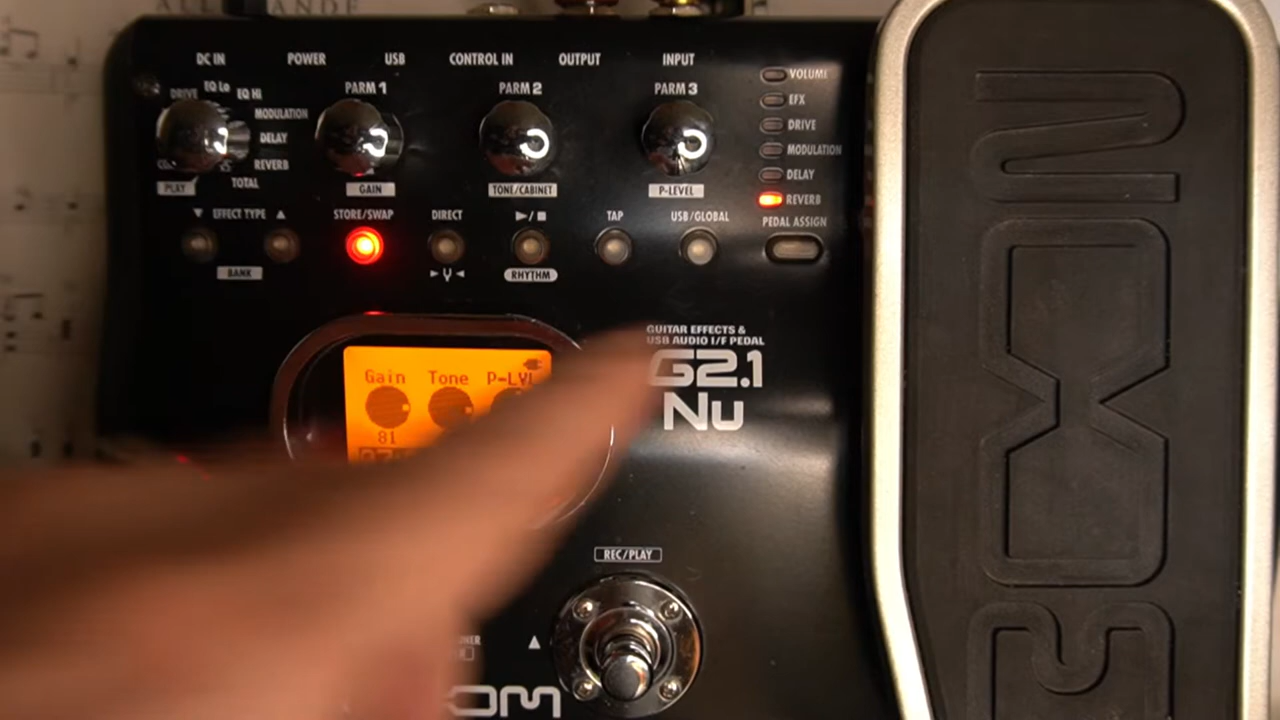 DC IN POWER USB CONTROL IN OUTPUT INPUT
VOLUME
EFX
DRIVE
MODULATION
DELAY
REVERB
PEDAL ASSIGN
DRIVE EQ Lo EQ Hi
MODULATION
DELAY
REVERB
TOTAL
PLAY
PARM 1 PARM 2 PARM 3
GAIN TONE/CABINET P-LEVEL
▼ EFFECT TYPE ▲ STORE/SWAP DIRECT ►/■ TAP USB/GLOBAL
BANK RHYTHM
GUITAR EFFECTS &
USB AUDIO I/F PEDAL
G2.1
Nu
Gain Tone P-LVL
81
REC/PLAY
▲
ZOOM